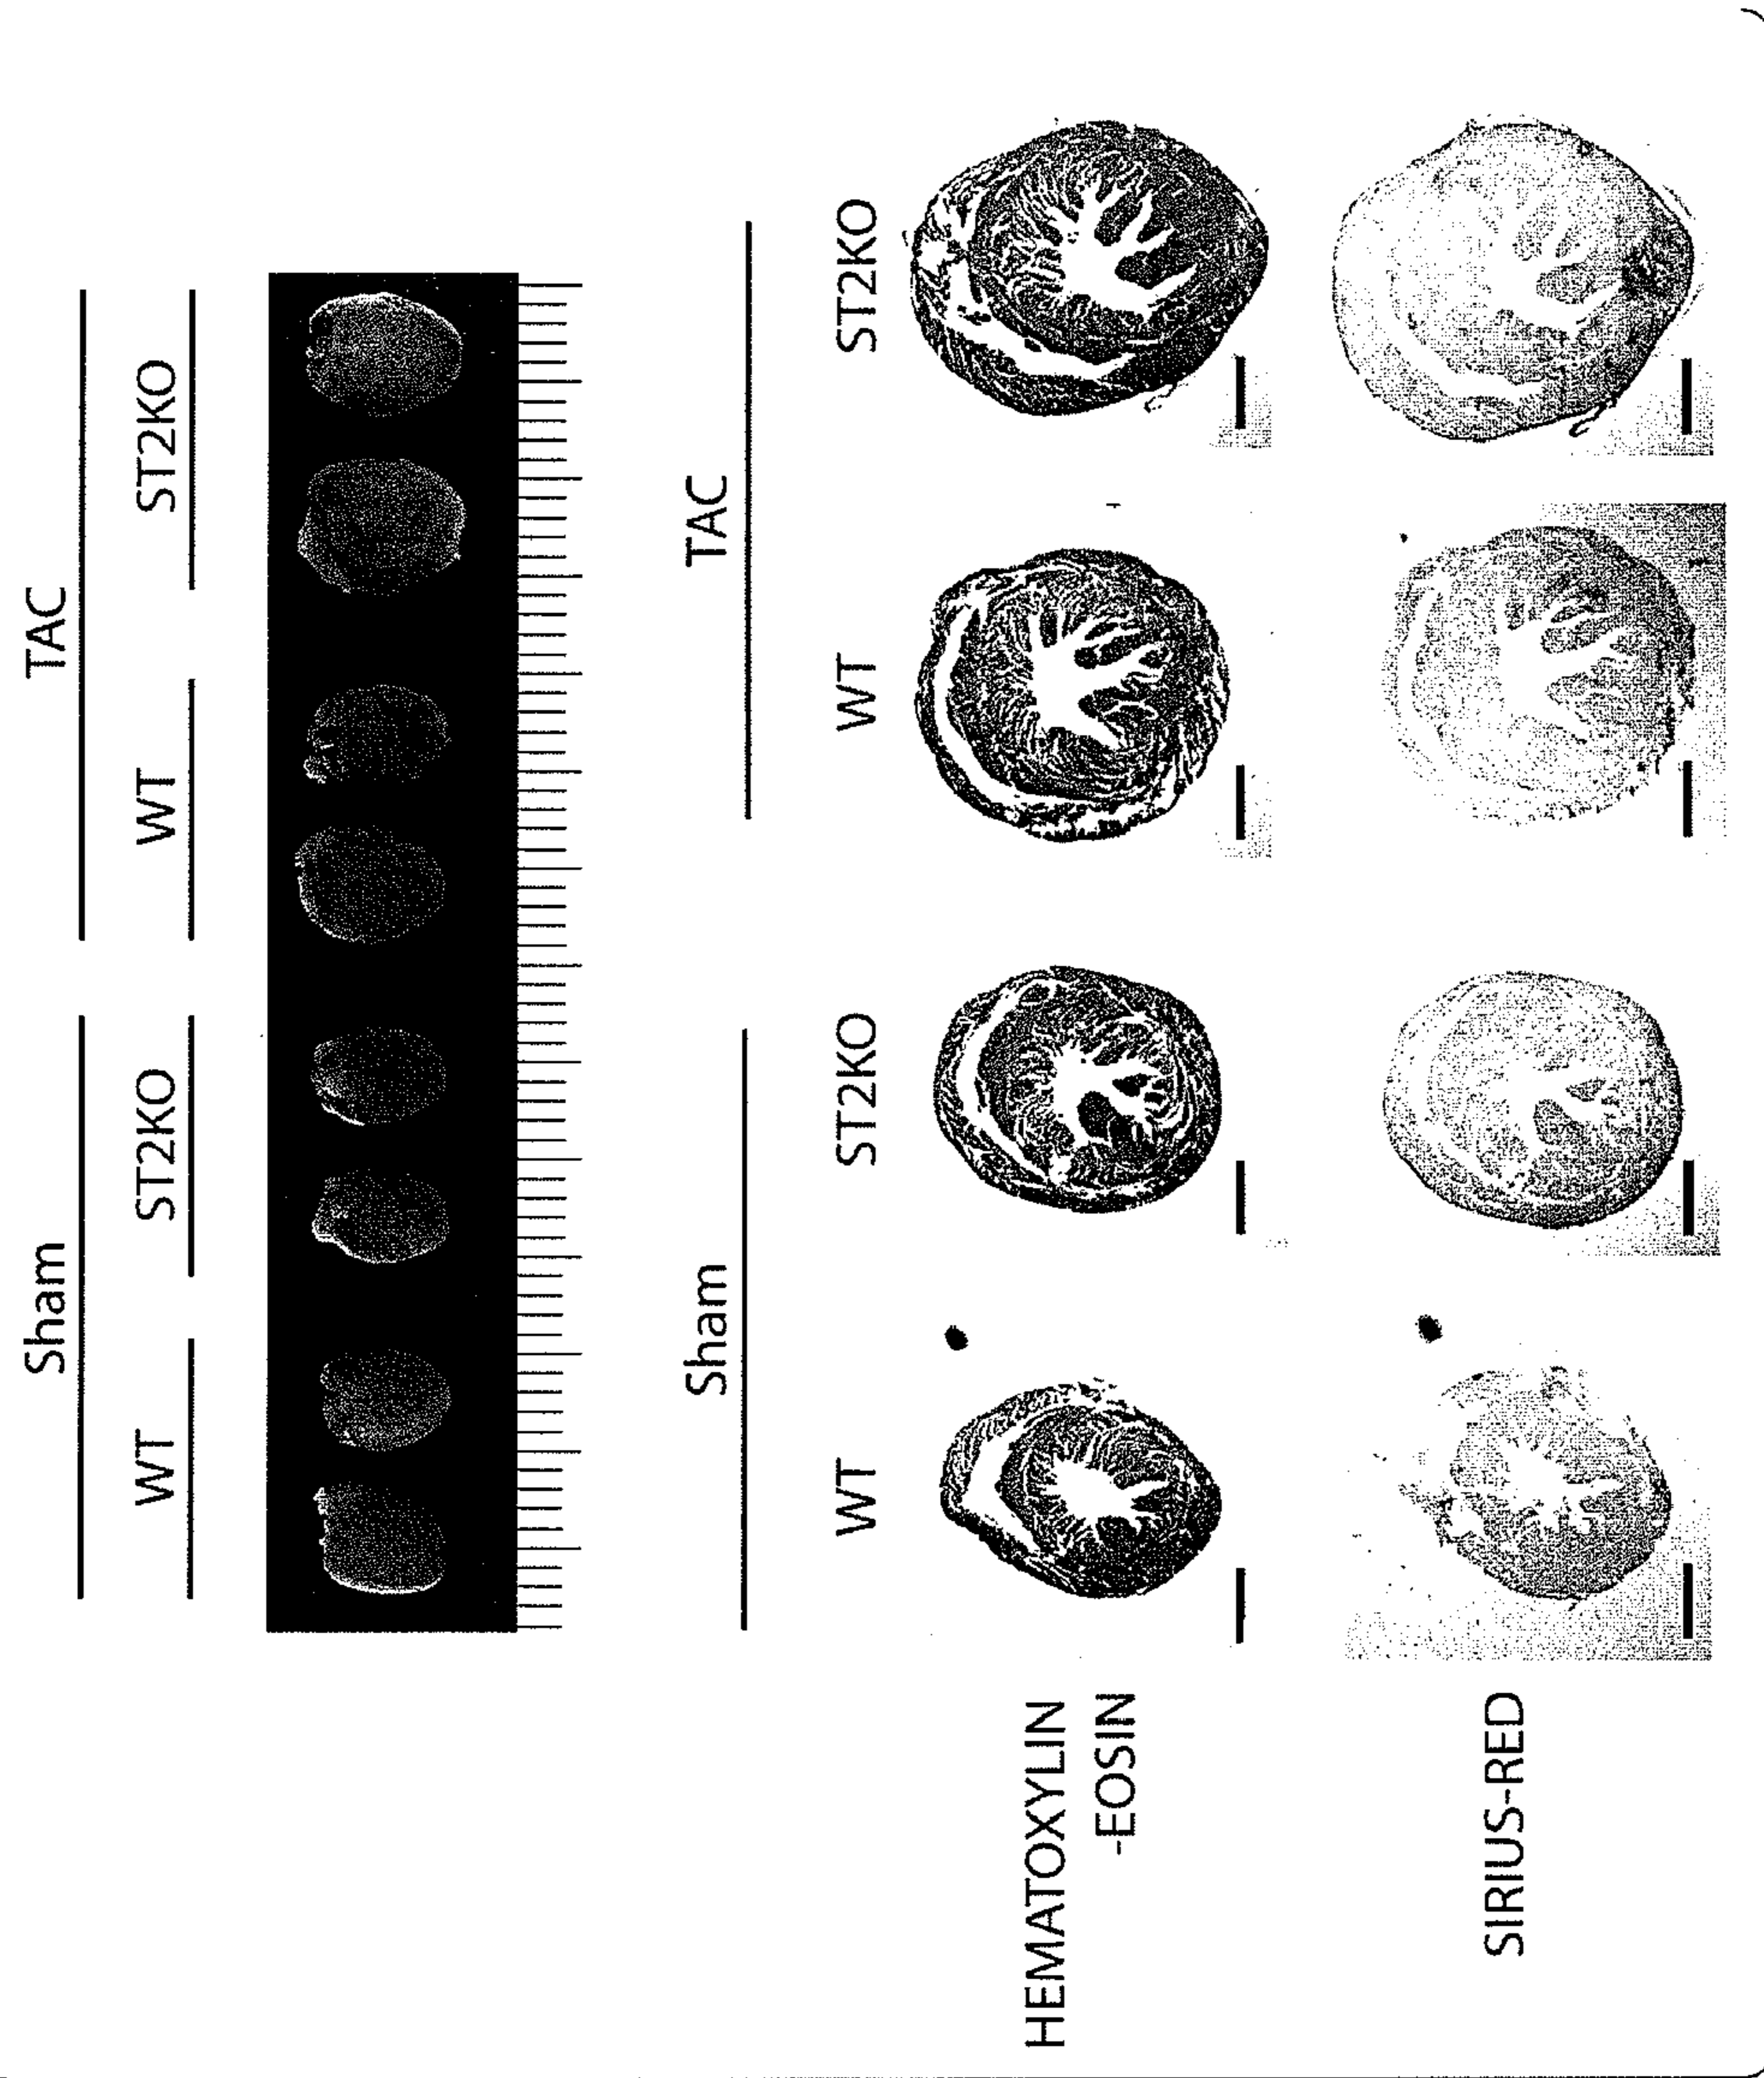 Sham TAC
WT ST2KO WT ST2KO
Sham TAC
WT ST2KO WT ST2KO
HEMATOXYLIN
-EOSIN
SIRIUS-RED